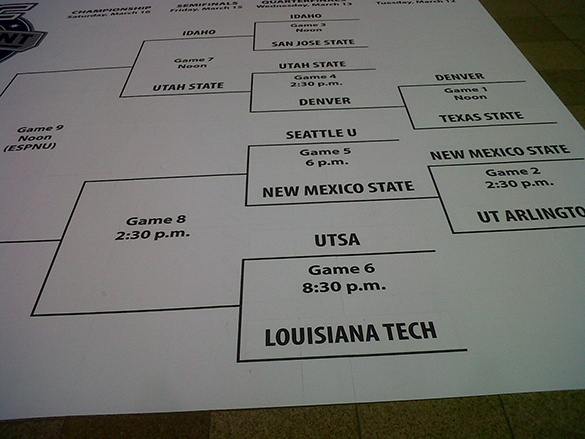 CHAMPIONSHIP
Saturday, March 16
SEMIFINALS
Friday, March 15
Wednesday, March 13
Tuesday, March 12
IDAHO
Game 3
Noon
SAN JOSE STATE
IDAHO
Game 7
Noon
UTAH STATE
UTAH STATE
Game 4
2:30 p.m.
DENVER
DENVER
Game 1
Noon
TEXAS STATE
Game 9
Noon
(ESPNU)
SEATTLE U
Game 5
6 p.m.
NEW MEXICO STATE
NEW MEXICO STATE
Game 2
2:30 p.m.
UT ARLINGTO
Game 8
2:30 p.m.
UTSA
Game 6
8:30 p.m.
LOUISIANA TECH